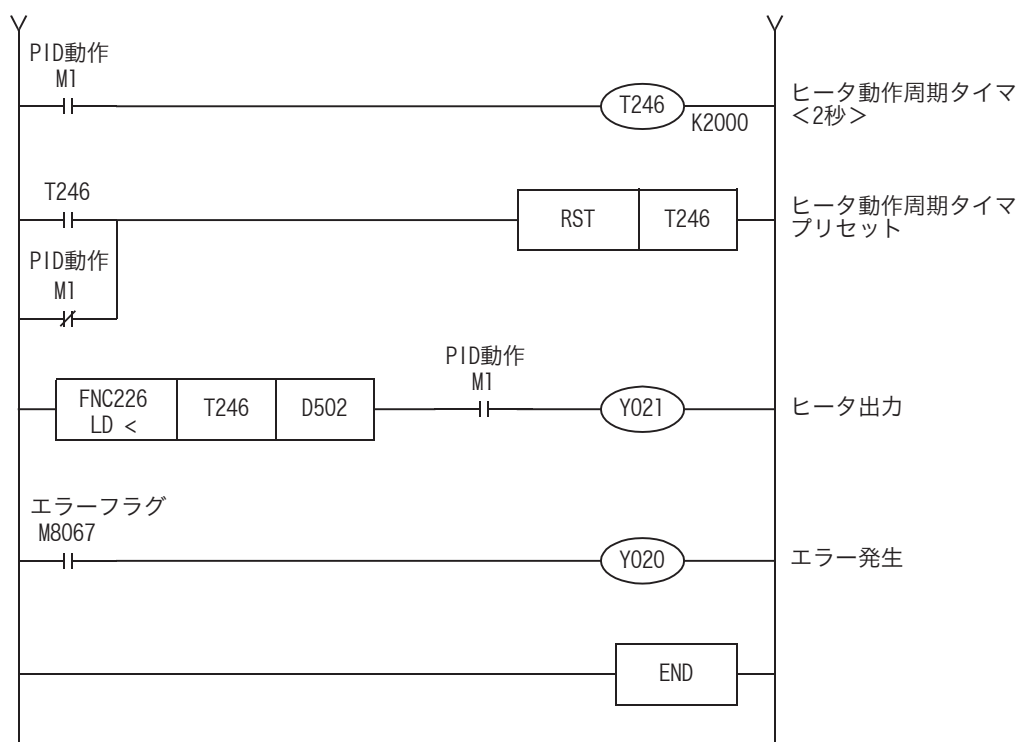 PID動作
M1
T246
K2000
ヒータ動作周期タイマ
＜2秒＞
T246
RST
T246
ヒータ動作周期タイマ
プリセット
PID動作
M1
FNC226
LD <
T246
D502
PID動作
M1
Y021
ヒータ出力
エラーフラグ
M8067
Y020
エラー発生
END